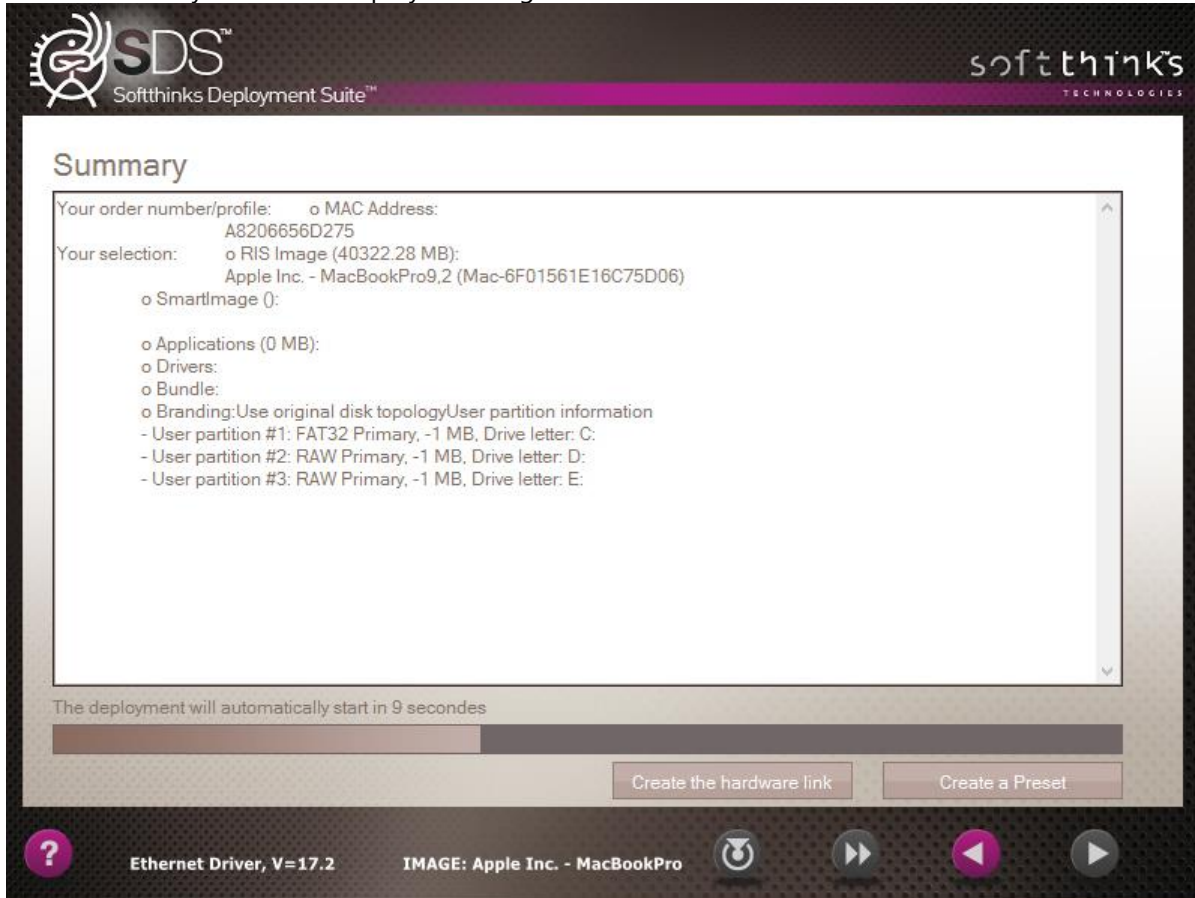 SDS™
Softthinks Deployment Suite™
softthinks
TECHNOLOGIES
Summary
Your order number/profile: o MAC Address:
A8206656D275
Your selection: o RIS Image (40322.28 MB):
Apple Inc. - MacBookPro9,2 (Mac-6F01561E16C75D06)
o SmartImage ():
o Applications (0 MB):
o Drivers:
o Bundle:
o Branding:Use original disk topologyUser partition information
- User partition #1: FAT32 Primary, -1 MB, Drive letter: C:
- User partition #2: RAW Primary, -1 MB, Drive letter: D:
- User partition #3: RAW Primary, -1 MB, Drive letter: E:
The deployment will automatically start in 9 secondes
Create the hardware link Create a Preset
? Ethernet Driver, V=17.2 IMAGE: Apple Inc. - MacBookPro